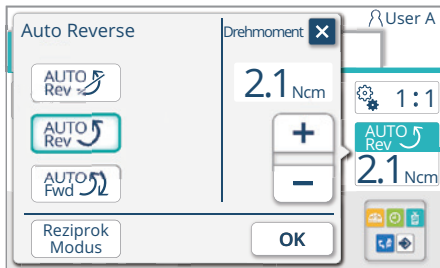 User A
Auto Reverse
Drehmoment
AUTO
Rev
2.1 Ncm
1:1
AUTO
Rev
+
AUTO
Rev
2.1 Ncm
AUTO
Fwd
−
Reziprok
Modus
OK